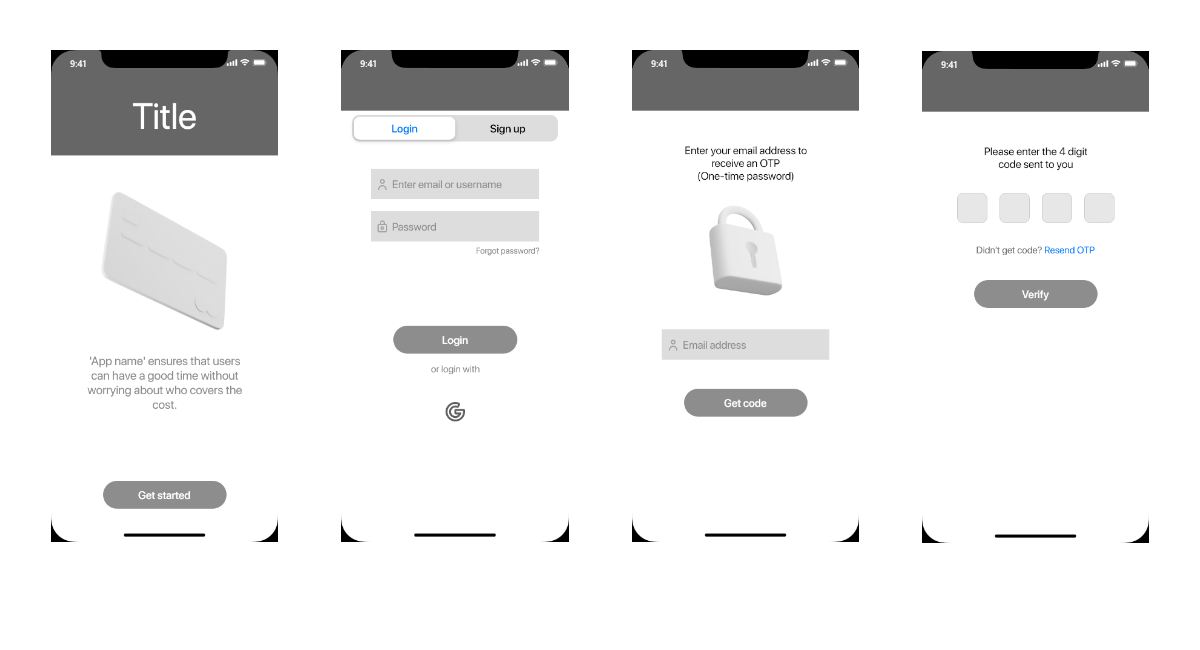 9:41
Title
'App name' ensures that users
can have a good time without
worrying about who covers the
cost.
Get started
9:41
Login
Sign up
Enter email or username
Password
Forgot password?
Login
or login with
G
9:41
Enter your email address to
receive an OTP
(One-time password)
Email address
Get code
9:41
Please enter the 4 digit
code sent to you
Didn't get code? Resend OTP
Verify